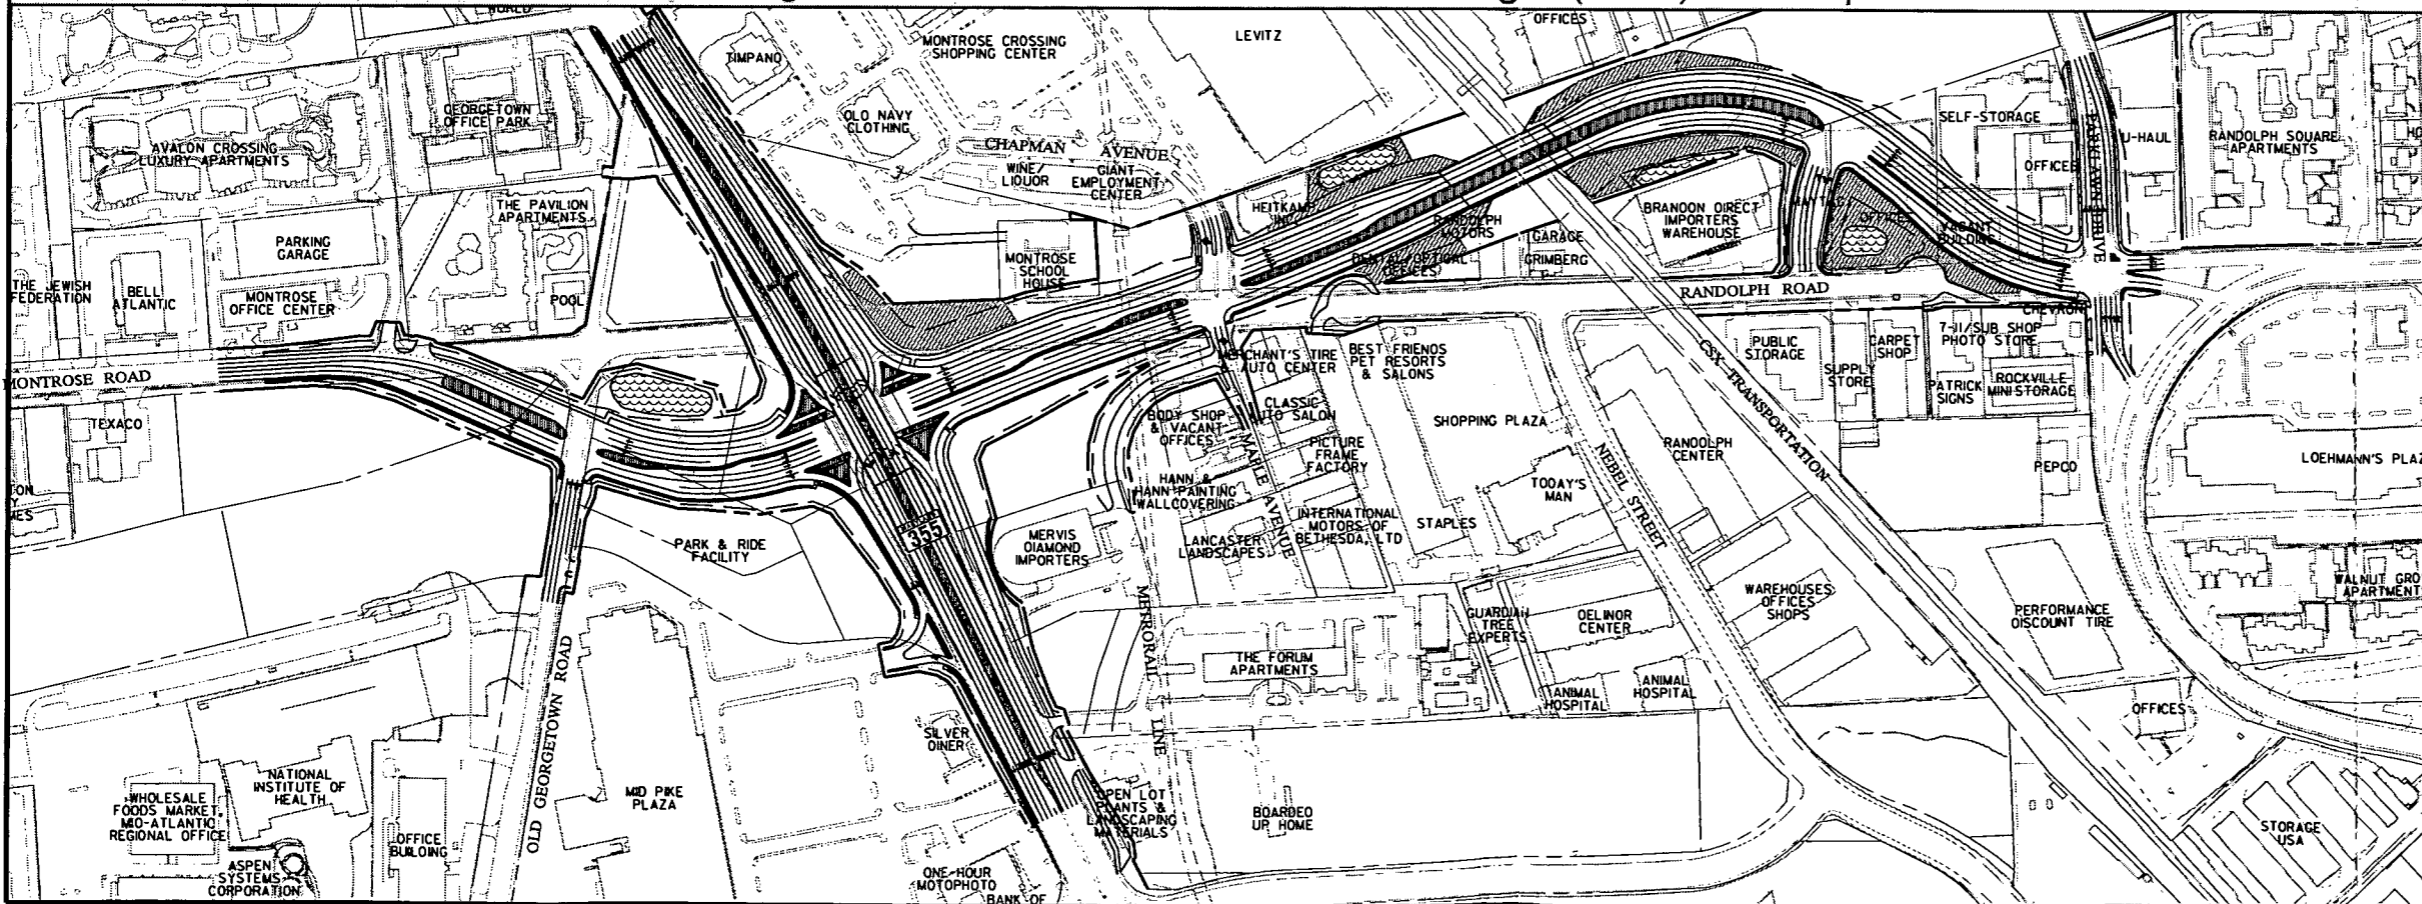 WORLD
TIMPANO
MONTROSE CROSSING
SHOPPING CENTER
LEVITZ
OFFICES
GEORGETOWN
OFFICE PARK
OLD NAVY
CLOTHING
AVALON CROSSING
LUXURY APARTMENTS
CHAPMAN AVENUE
WINE/
LIQUOR
GIANT
EMPLOYMENT
CENTER
SELF-STORAGE
OFFICES
U-HAUL
RANDOLPH SQUARE
APARTMENTS
PARKLAWN DRIVE
THE PAVILION
APARTMENTS
HEITKAMP
INC
RANDOLPH
MOTORS
BRANDON DIRECT
IMPORTERS
WAREHOUSE
MAYTAG
OFFICES
VACANT
BUILDING
PARKING
GARAGE
MONTROSE
SCHOOL
HOUSE
DENTAL/OPTICAL
OFFICES
GARAGE
GRIMBERG
THE JEWISH
FEDERATION
BELL
ATLANTIC
MONTROSE
OFFICE CENTER
POOL
RANDOLPH ROAD
CHEVRON
MONTROSE ROAD
MERCHANT'S TIRE
& AUTO CENTER
BEST FRIENDS
PET RESORTS
& SALONS
CSX TRANSPORTATION
PUBLIC
STORAGE
SUPPLY
STORE
CARPET
SHOP
7-11/SUB SHOP
PHOTO STORE
PATRICK
SIGNS
ROCKVILLE
MINISTORAGE
TEXACO
BODY SHOP
& VACANT
OFFICES
CLASSIC
AUTO SALON
MAPLE AVENUE
PICTURE
FRAME
FACTORY
SHOPPING PLAZA
NEBEL STREET
RANDOLPH
CENTER
PEPCO
LOEHMANN'S PLAZ
HANN &
HANN PAINTING
WALLCOVERING
TODAY'S
MAN
355
PARK & RIDE
FACILITY
MERVIS
DIAMOND
IMPORTERS
LANCASTER
LANDSCAPES
INTERNATIONAL
MOTORS OF
BETHESDA, LTD
STAPLES
METRORAIL LINE
WALNUT GRO
APARTMENT
GUARDIAN
TREE
EXPERTS
DELINOR
CENTER
WAREHOUSES
OFFICES
SHOPS
PERFORMANCE
DISCOUNT TIRE
THE FORUM
APARTMENTS
ANIMAL
HOSPITAL
ANIMAL
HOSPITAL
OFFICES
OLD GEORGETOWN ROAD
SILVER
DINER
NATIONAL
INSTITUTE OF
HEALTH
WHOLESALE
FOODS MARKET,
MID-ATLANTIC
REGIONAL OFFICE
MID PIKE
PLAZA
OPEN LOT
PLANTS &
LANDSCAPING
MATERIALS
BOARDED
UP HOME
OFFICE
BUILDING
STORAGE
USA
ASPEN
SYSTEMS
CORPORATION
ONE-HOUR
MOTOPHOTO
BANK OF